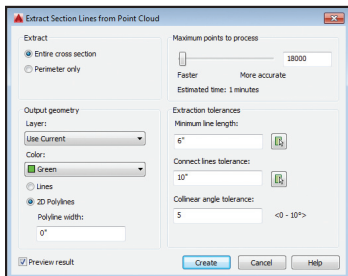 Extract Section Lines from Point Cloud
Extract
Entire cross section
Perimeter only
Maximum points to process
18000
Faster More accurate
Estimated time: 1 minutes
Output geometry
Layer:
Use Current
Color:
Green
Lines
2D Polylines
Polyline width:
0"
Extraction tolerances
Minimum line length:
6"
Connect lines tolerance:
10"
Collinear angle tolerance:
5 <0 - 10°>
Preview result
Create Cancel Help